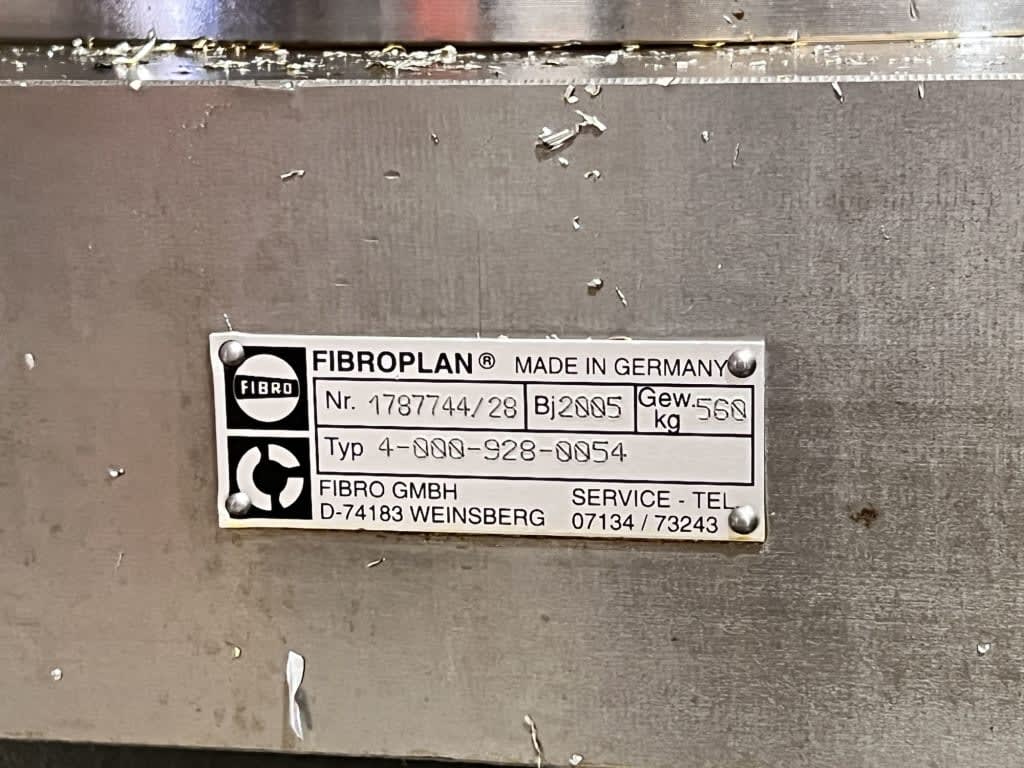 FIBRO
FIBROPLAN® MADE IN GERMANY
Nr. 1787744/28 Bj2005 Gew. kg 560
Typ 4-000-928-0054
FIBRO GMBH SERVICE - TEL.
D-74183 WEINSBERG 07134 / 73243